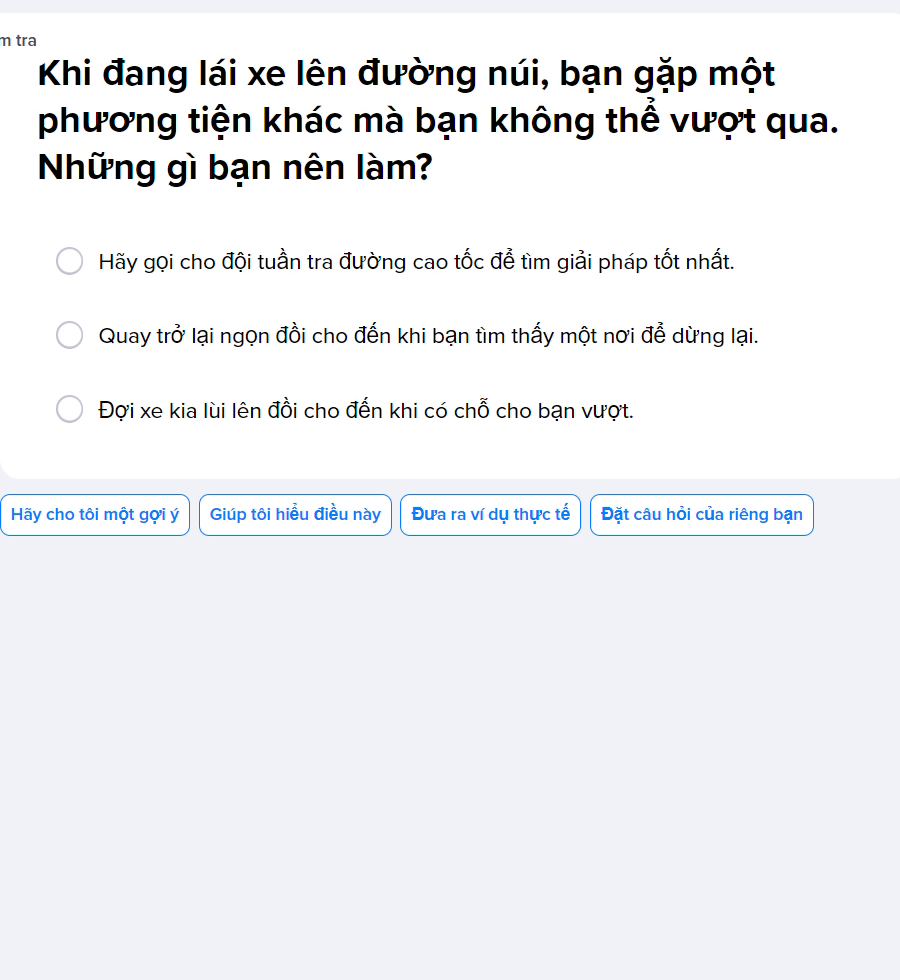 m tra
Khi đang lái xe lên đường núi, bạn gặp một
phương tiện khác mà bạn không thể vượt qua.
Những gì bạn nên làm?
Hãy gọi cho đội tuần tra đường cao tốc để tìm giải pháp tốt nhất.
Quay trở lại ngọn đồi cho đến khi bạn tìm thấy một nơi để dừng lại.
Đợi xe kia lùi lên đồi cho đến khi có chỗ cho bạn vượt.
Hãy cho tôi một gợi ý
Giúp tôi hiểu điều này
Đưa ra ví dụ thực tế
Đặt câu hỏi của riêng bạn